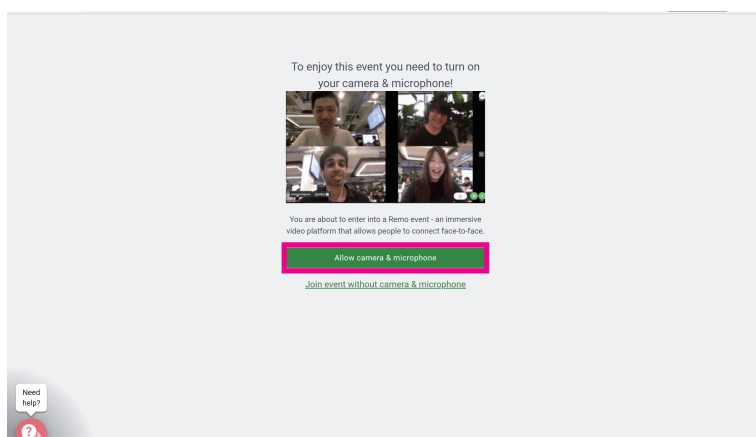 To enjoy this event you need to turn on
your camera & microphone!
You are about to enter into a Remo event - an immersive
video platform that allows people to connect face-to-face.
Allow camera & microphone
Join event without camera & microphone
Need
help?
?